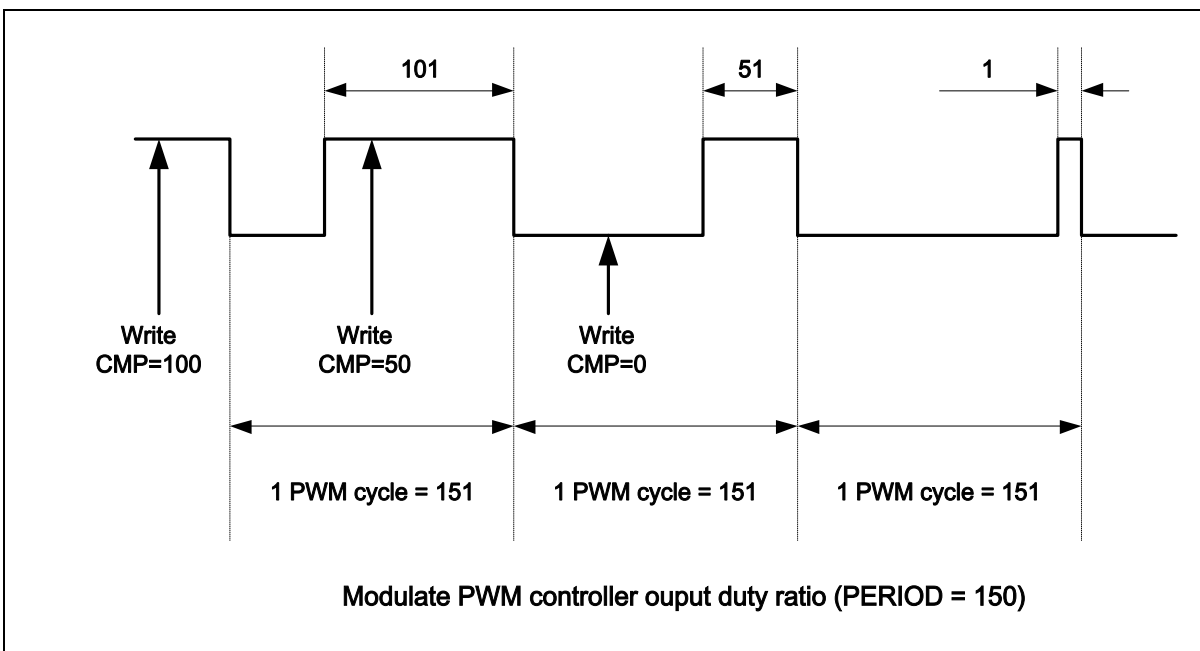 101
51
1
Write
CMP=100
Write
CMP=50
Write
CMP=0
1 PWM cycle = 151
1 PWM cycle = 151
1 PWM cycle = 151
Modulate PWM controller ouput duty ratio (PERIOD = 150)